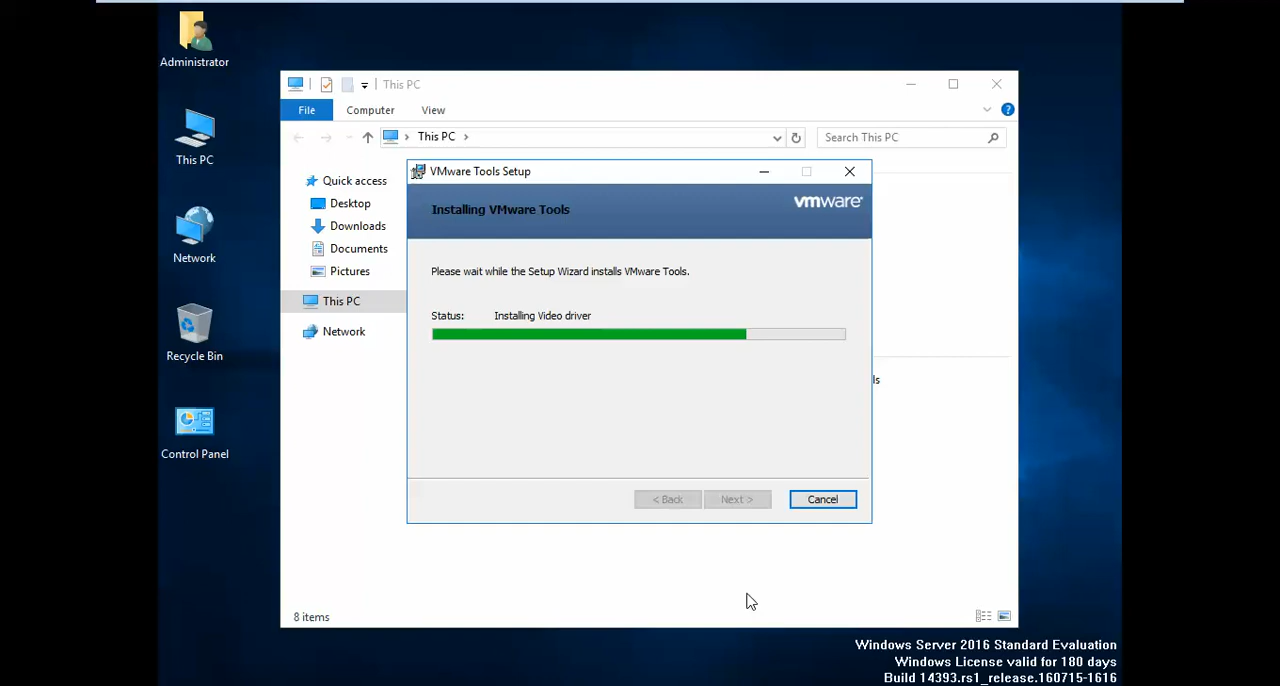 Administrator
This PC
Network
Recycle Bin
Control Panel
This PC
File Computer View
This PC
Search This PC
Quick access
Desktop
Downloads
Documents
Pictures
This PC
Network
VMware Tools Setup
Installing VMware Tools
vmware
Please wait while the Setup Wizard installs VMware Tools.
Status: Installing Video driver
< Back Next > Cancel
8 items
Windows Server 2016 Standard Evaluation
Windows License valid for 180 days
Build 14393.rs1_release.160715-1616